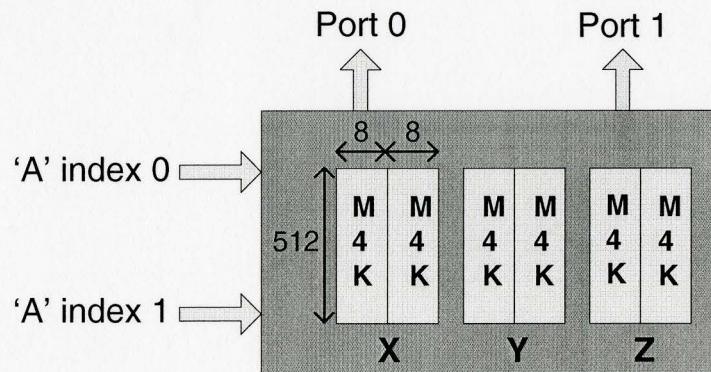 Port 0 Port 1
8 8
'A' index 0
M M M M M M
512 4 4 4 4 4 4
K K K K K K
'A' index 1
X Y Z